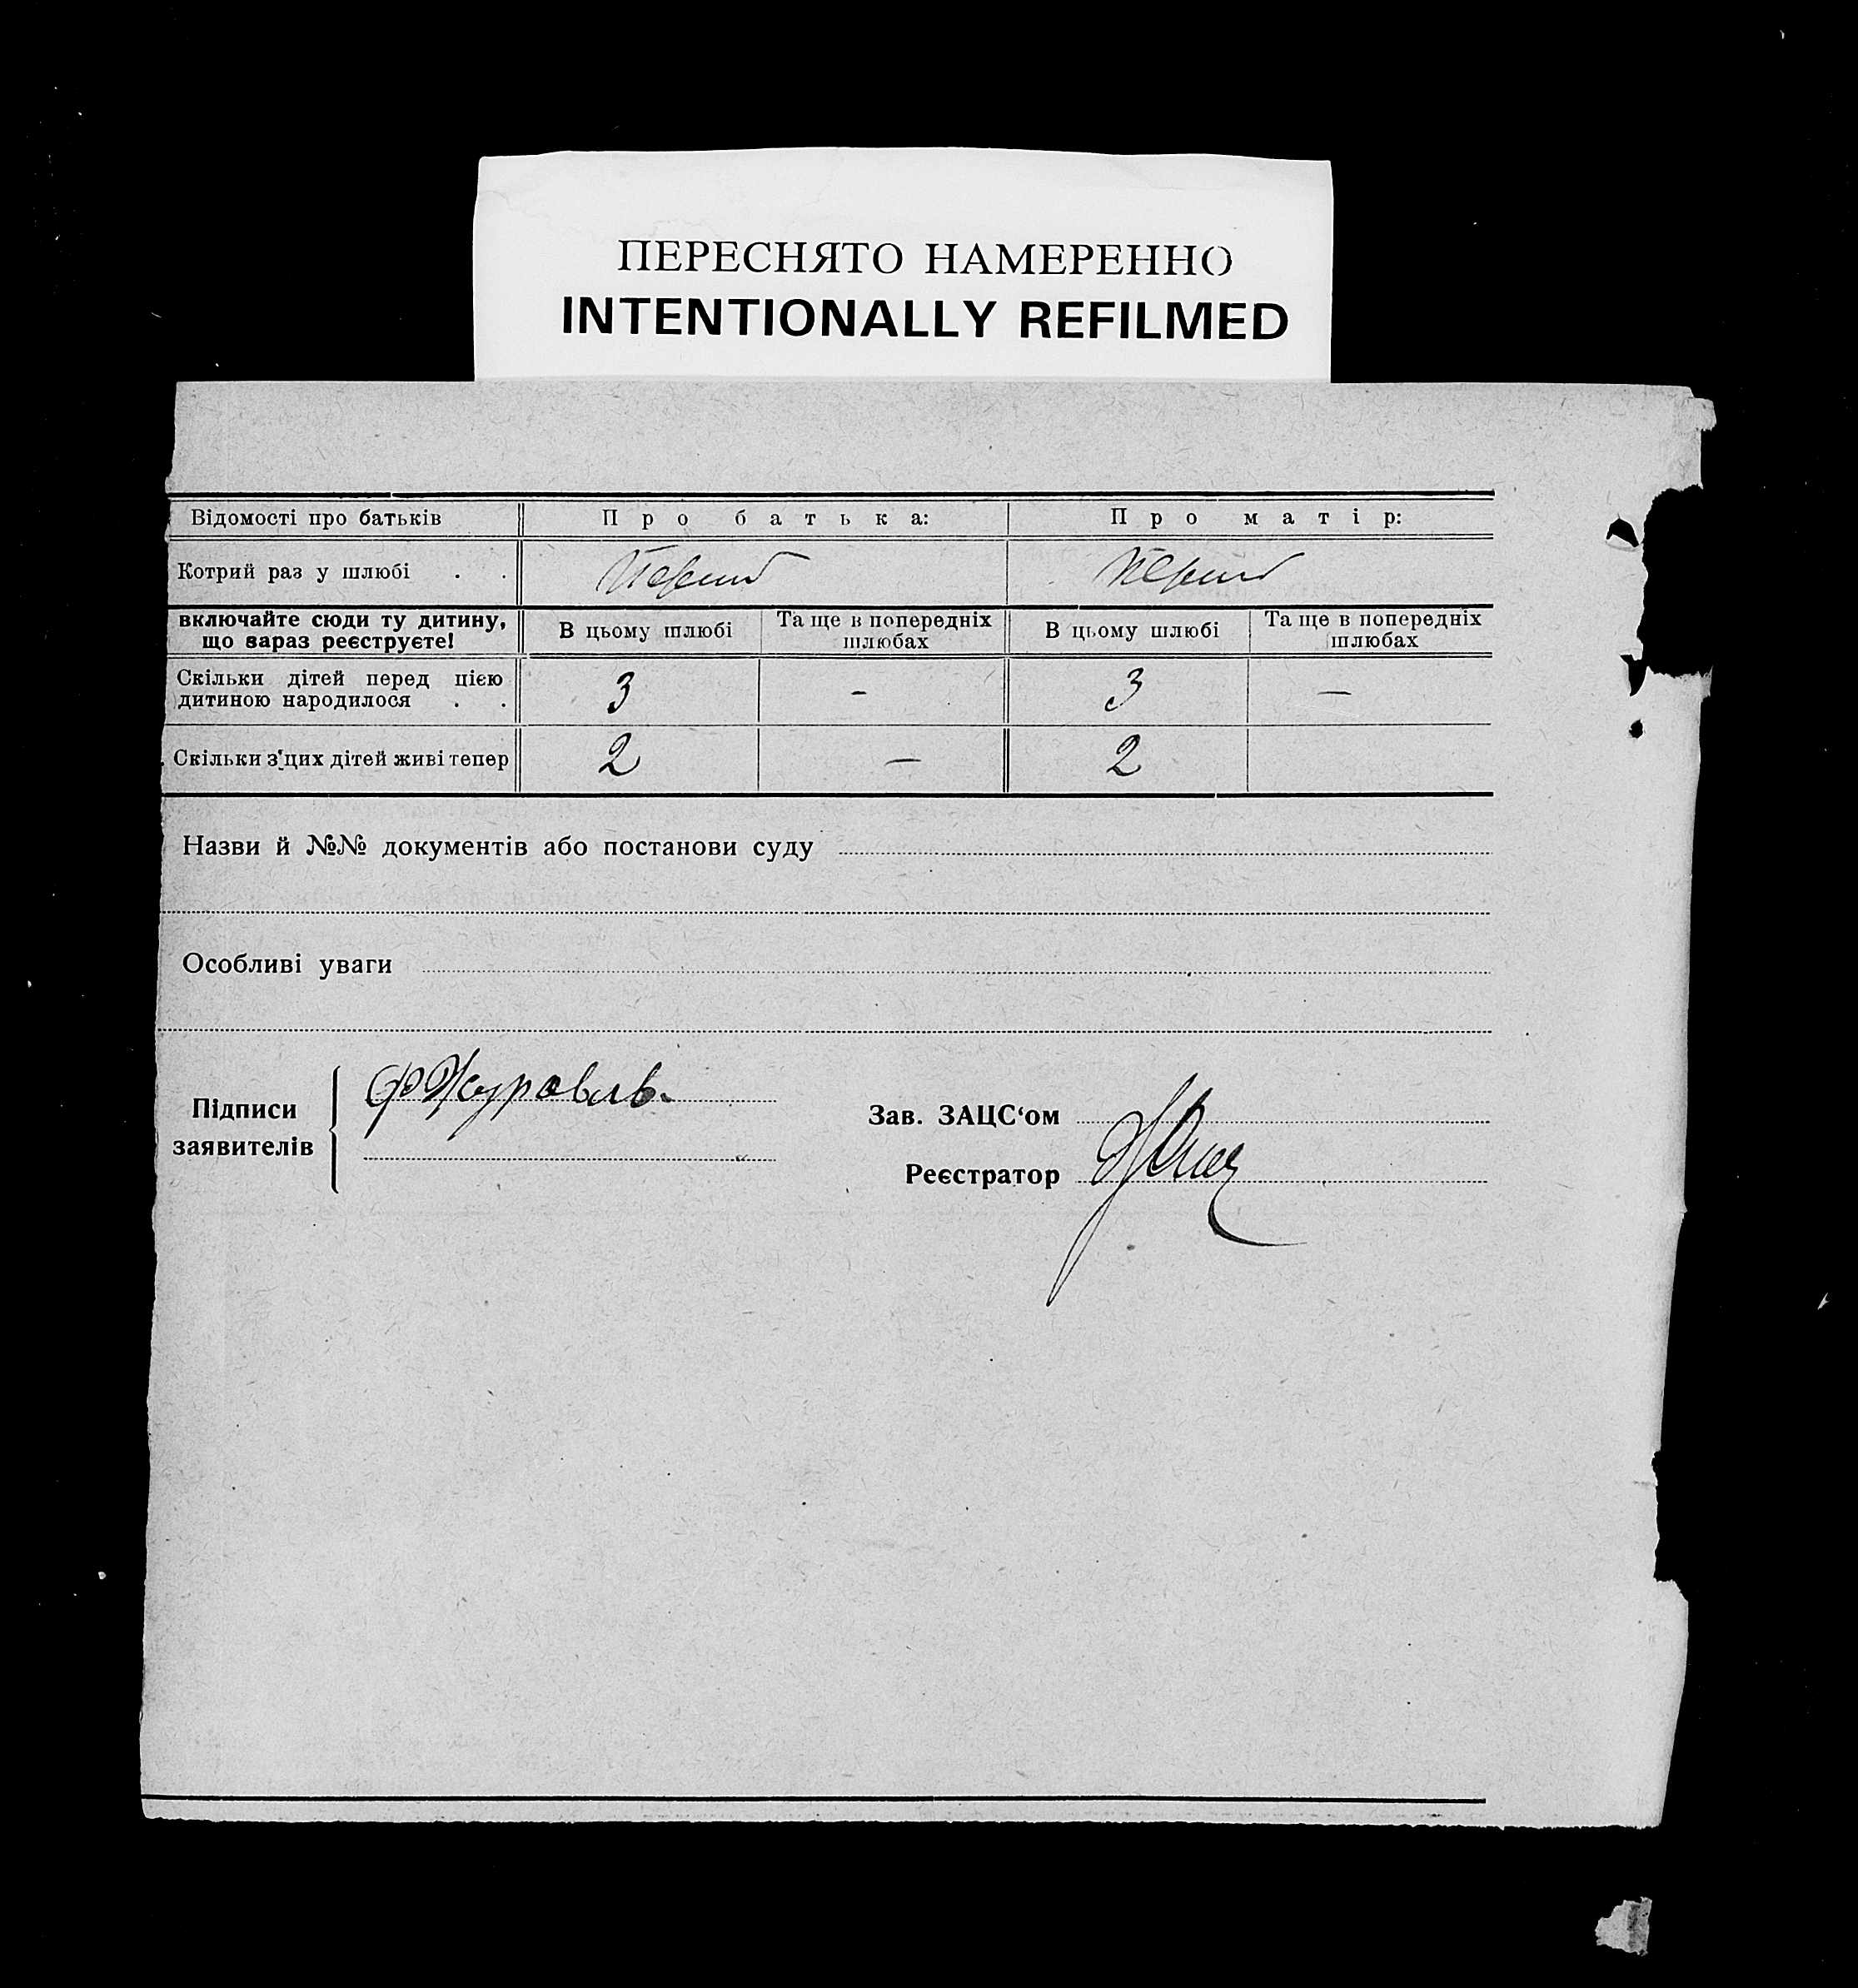 ПЕРЕСНЯТО НАМЕРЕННО
INTENTIONALLY REFILMED
Відомості про батьків Про батька: Про матір:
Котрий раз у шлюбі . . Перший Перший
включайте сюди ту дитину, що зараз реєструєте! В цьому шлюбі Та ще в попередніх шлюбах В цьому шлюбі Та ще в попередніх шлюбах
Скільки дітей перед цією дитиною народилося . . 3 - 3 —
Скільки з цих дітей живі тепер 2 — 2
Назви й №№ документів або постанови суду
Особливі уваги
Підписи заявителів
ФЖуровль.
Зав. ЗАЦС‘ом
Реєстратор